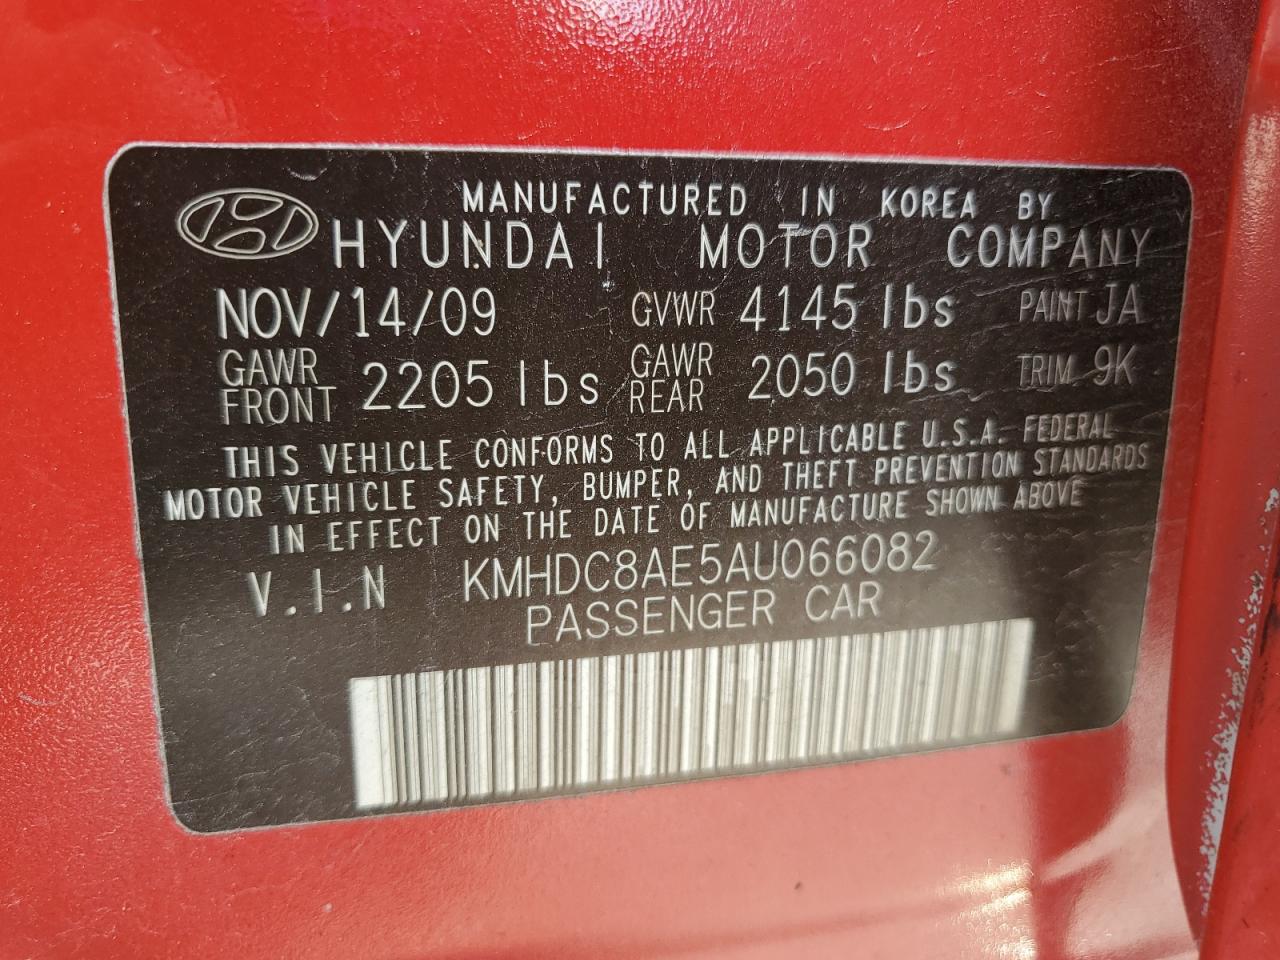 MANUFACTURED IN KOREA BY
HYUNDAI MOTOR COMPANY
NOV/14/09 GVWR 4145 lbs PAINT JA
GAWR FRONT 2205 lbs GAWR REAR 2050 lbs TRIM 9K
THIS VEHICLE CONFORMS TO ALL APPLICABLE U.S.A. FEDERAL
MOTOR VEHICLE SAFETY, BUMPER, AND THEFT PREVENTION STANDARDS
IN EFFECT ON THE DATE OF MANUFACTURE SHOWN ABOVE
V.I.N KMHDC8AE5AU066082
PASSENGER CAR